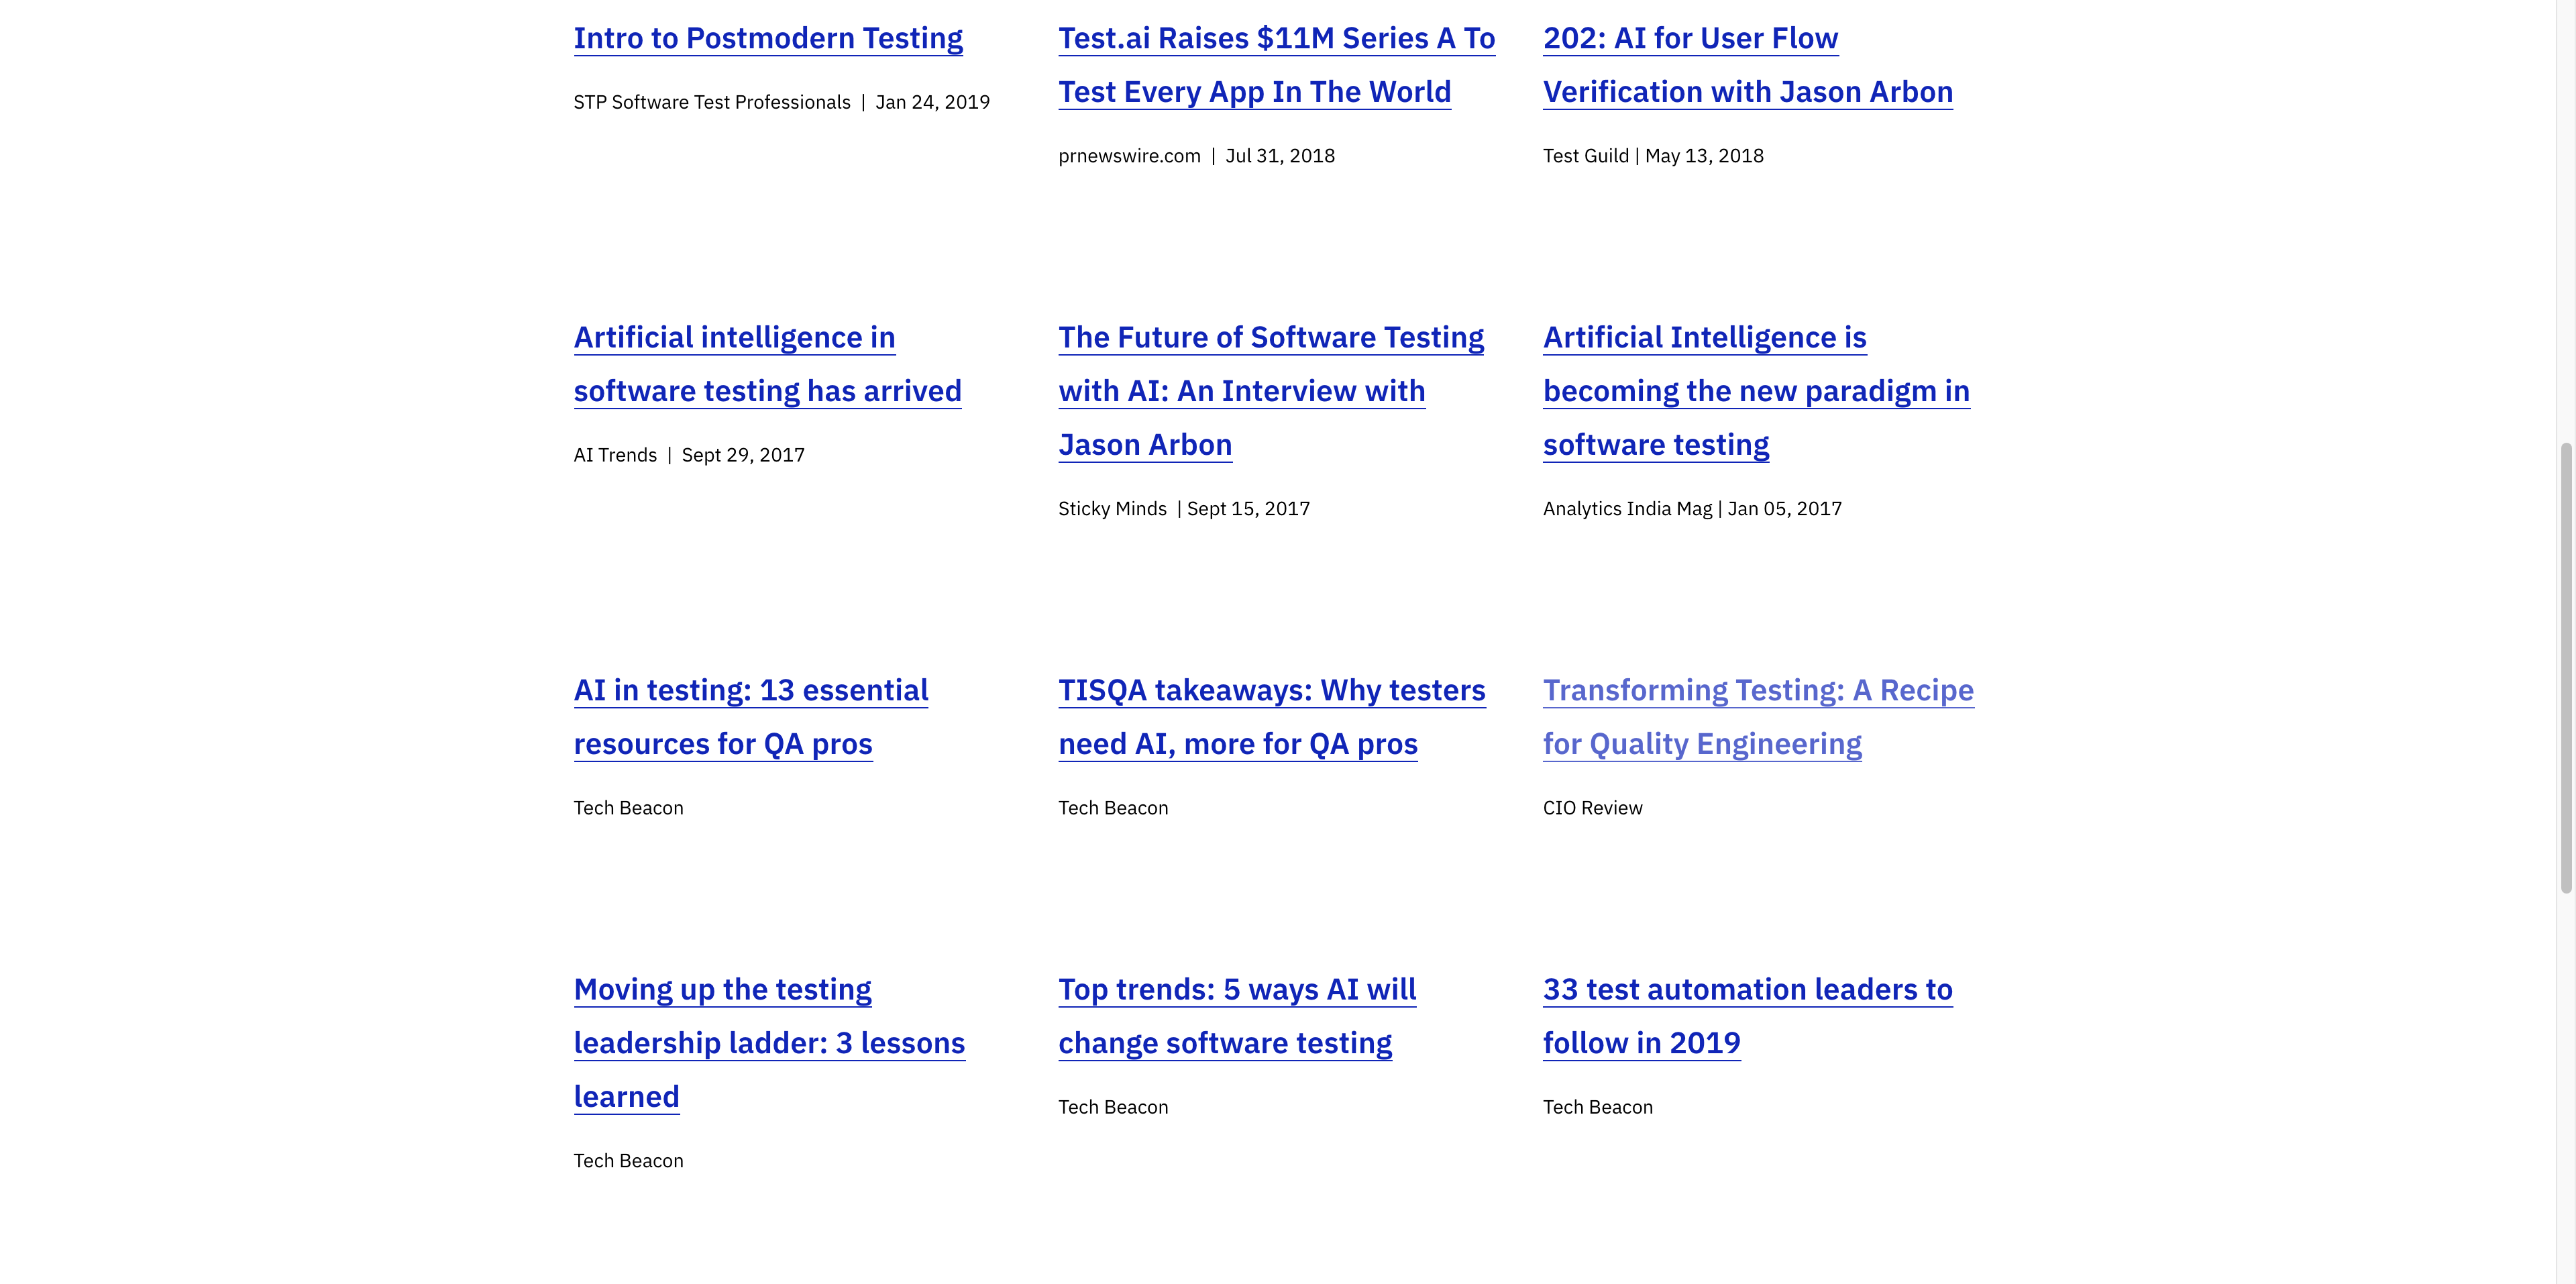 Intro to Postmodern Testing
STP Software Test Professionals | Jan 24, 2019
Test.ai Raises $11M Series A To
Test Every App In The World
prnewswire.com | Jul 31, 2018
202: AI for User Flow
Verification with Jason Arbon
Test Guild | May 13, 2018
Artificial intelligence in
software testing has arrived
AI Trends | Sept 29, 2017
The Future of Software Testing
with AI: An Interview with
Jason Arbon
Sticky Minds | Sept 15, 2017
Artificial Intelligence is
becoming the new paradigm in
software testing
Analytics India Mag | Jan 05, 2017
AI in testing: 13 essential
resources for QA pros
Tech Beacon
TISQA takeaways: Why testers
need AI, more for QA pros
Tech Beacon
Transforming Testing: A Recipe
for Quality Engineering
CIO Review
Moving up the testing
leadership ladder: 3 lessons
learned
Tech Beacon
Top trends: 5 ways AI will
change software testing
Tech Beacon
33 test automation leaders to
follow in 2019
Tech Beacon